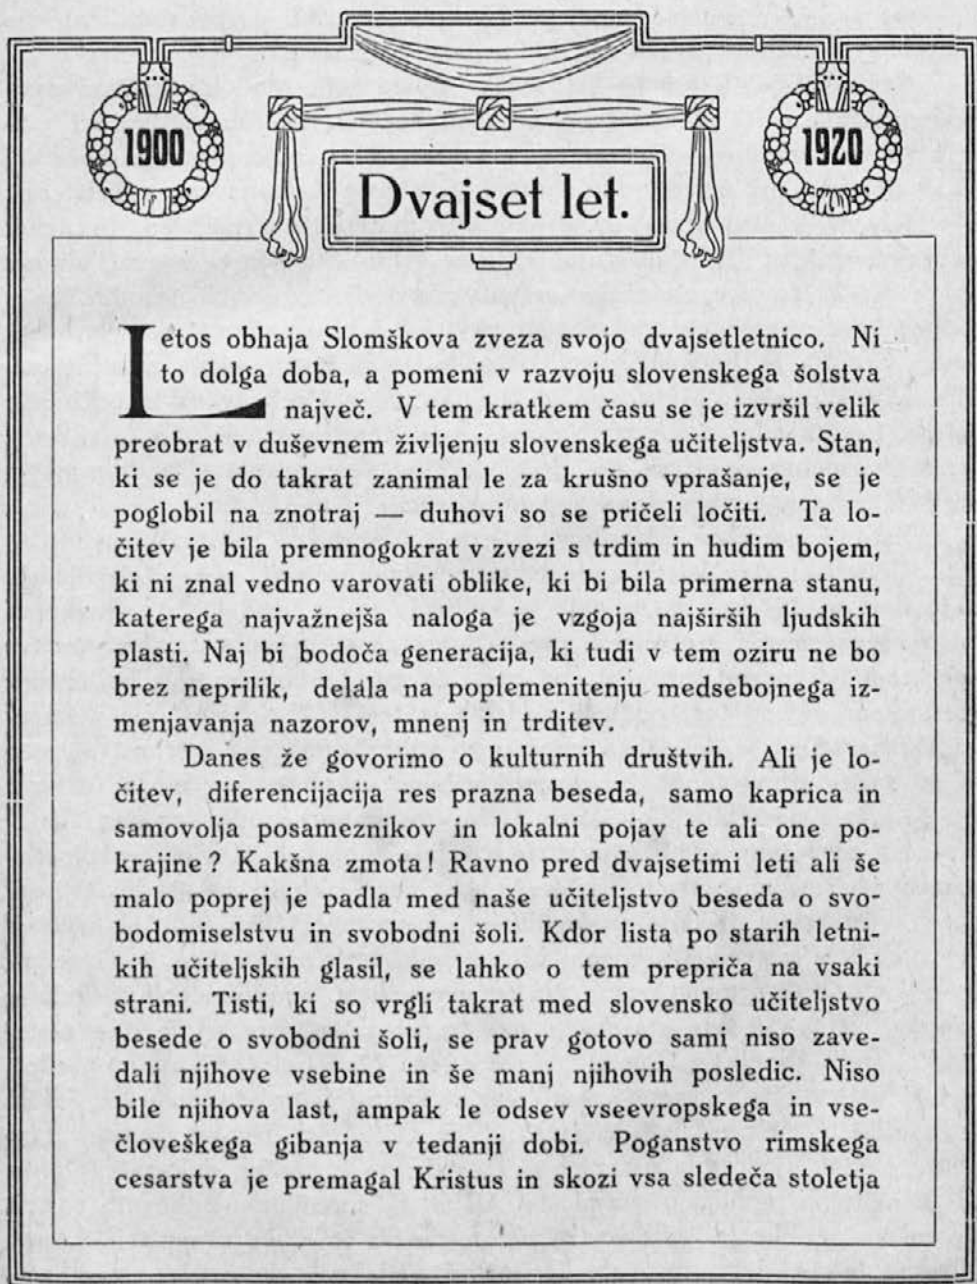 1900
1920
Dvajset let.
Letos obhaja Slomškova zveza svojo dvajsetletnico. Ni
to dolga doba, a pomeni v razvoju slovenskega šolstva
največ. V tem kratkem času se je izvršil velik
preobrat v duševnem življenju slovenskega učiteljstva. Stan,
ki se je do takrat zanimal le za krušno vprašanje, se je
poglobil na znotraj — duhovi so se pričeli ločiti. Ta lo-
čitev je bila premnogokrat v zvezi s trdim in hudim bojem,
ki ni znal vedno varovati oblike, ki bi bila primerna stanu,
katerega najvažnejša naloga je vzgoja najširših ljudskih
plasti. Naj bi bodoča generacija, ki tudi v tem oziru ne bo
brez neprilik, delala na poplemenitenju medsebojnega iz-
menjavanja nazorov, mnenj in trditev.
Danes že govorimo o kulturnih društvih. Ali je lo-
čitev, diferencijacija res prazna beseda, samo kaprica in
samovolja posameznikov in lokalni pojav te ali one po-
krajine? Kakšna zmota! Ravno pred dvajsetimi leti ali še
malo poprej je padla med naše učiteljstvo beseda o svo-
bodomiselstvu in svobodni šoli. Kdor lista po starih letni-
kih učiteljskih glasil, se lahko o tem prepriča na vsaki
strani. Tisti, ki so vrgli takrat med slovensko učiteljstvo
besede o svobodni šoli, se prav gotovo sami niso zave-
dali njihove vsebine in še manj njihovih posledic. Niso
bile njihova last, ampak le odsev vseevropskega in vse-
človeškega gibanja v tedanji dobi. Poganstvo rimskega
cesarstva je premagal Kristus in skozi vsa sledeča stoletja